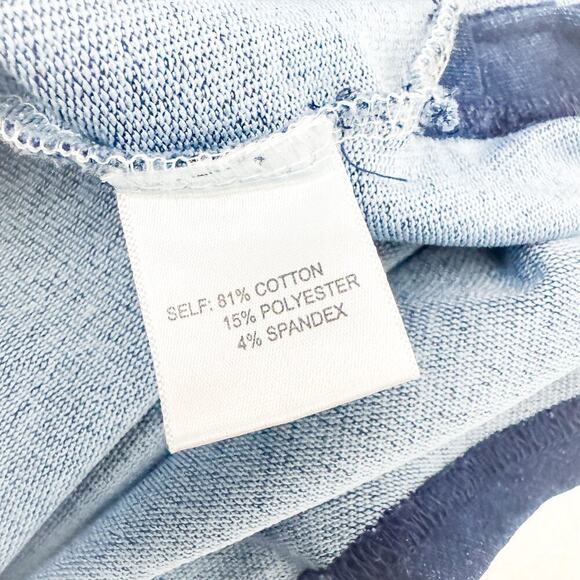 SELF: 81% COTTON
15% POLYESTER
4% SPANDEX